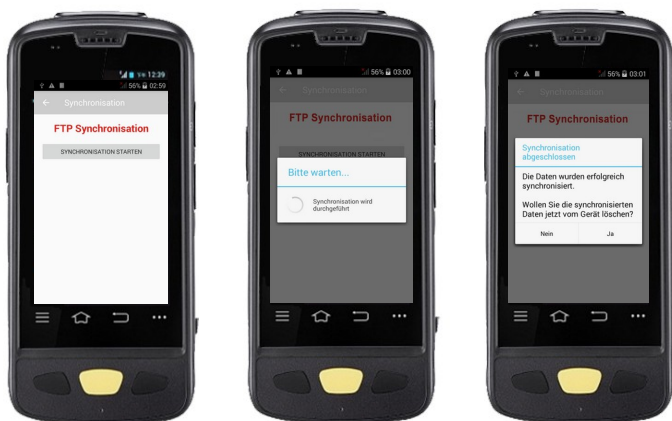 12:39
56% 02:59
Synchronisation
FTP Synchronisation
SYNCHRONISATION STARTEN
56% 03:00
Synchronisation
FTP Synchronisation
SYNCHRONISATION STARTEN
Bitte warten...
Synchronisation wird
durchgeführt
56% 03:01
Synchronisation
FTP Synchronisation
Synchronisation
abgeschlossen
Die Daten wurden erfolgreich
synchronisiert.
Wollen Sie die synchronisierten
Daten jetzt vom Gerät löschen?
Nein Ja